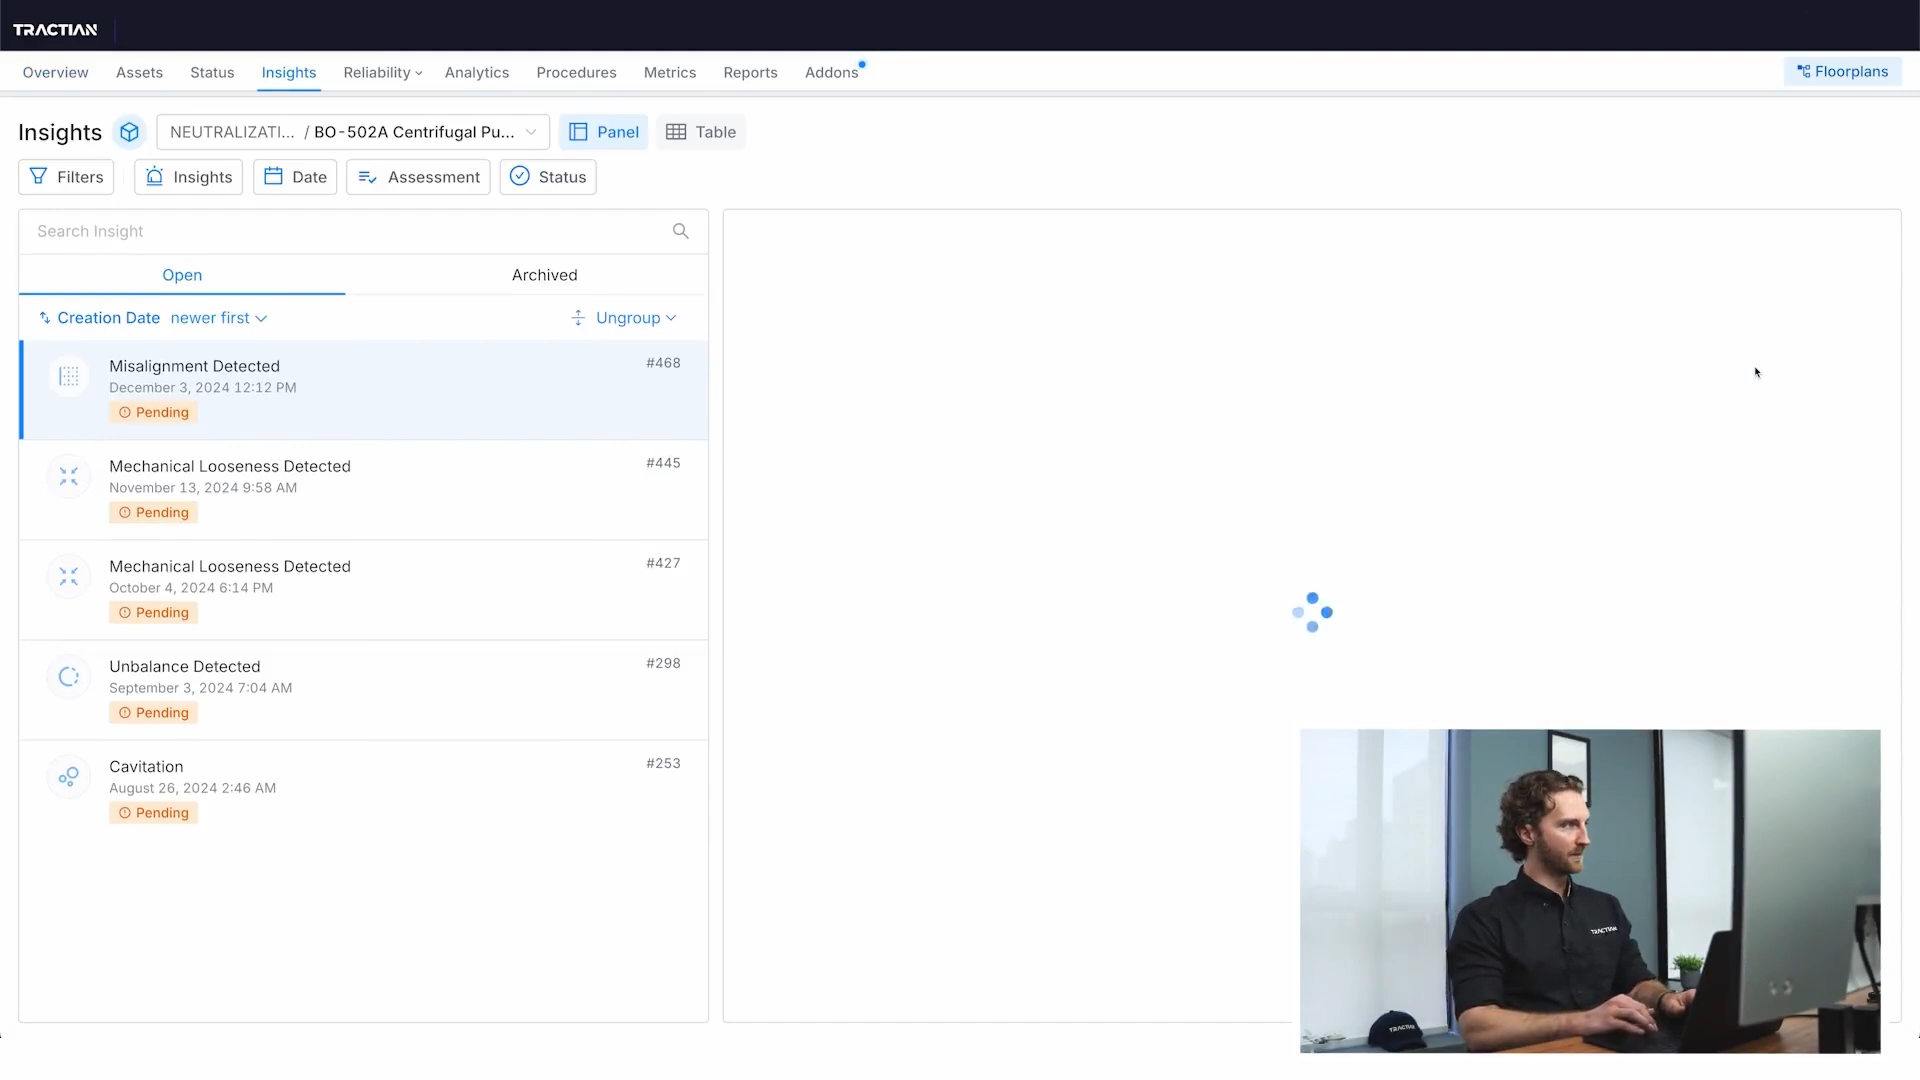 TRACTIAN
Overview Assets Status Insights Reliability Analytics Procedures Metrics Reports Addons Floorplans
Insights NEUTRALIZATI... / BO-502A Centrifugal Pu... Panel Table
Filters Insights Date Assessment Status
Search Insight
Open Archived
Creation Date newer first Ungroup
Misalignment Detected #468
December 3, 2024 12:12 PM
Pending
Mechanical Looseness Detected #445
November 13, 2024 9:58 AM
Pending
Mechanical Looseness Detected #427
October 4, 2024 6:14 PM
Pending
Unbalance Detected #298
September 3, 2024 7:04 AM
Pending
Cavitation #253
August 26, 2024 2:46 AM
Pending
TRACTIAN
TRACTIAN